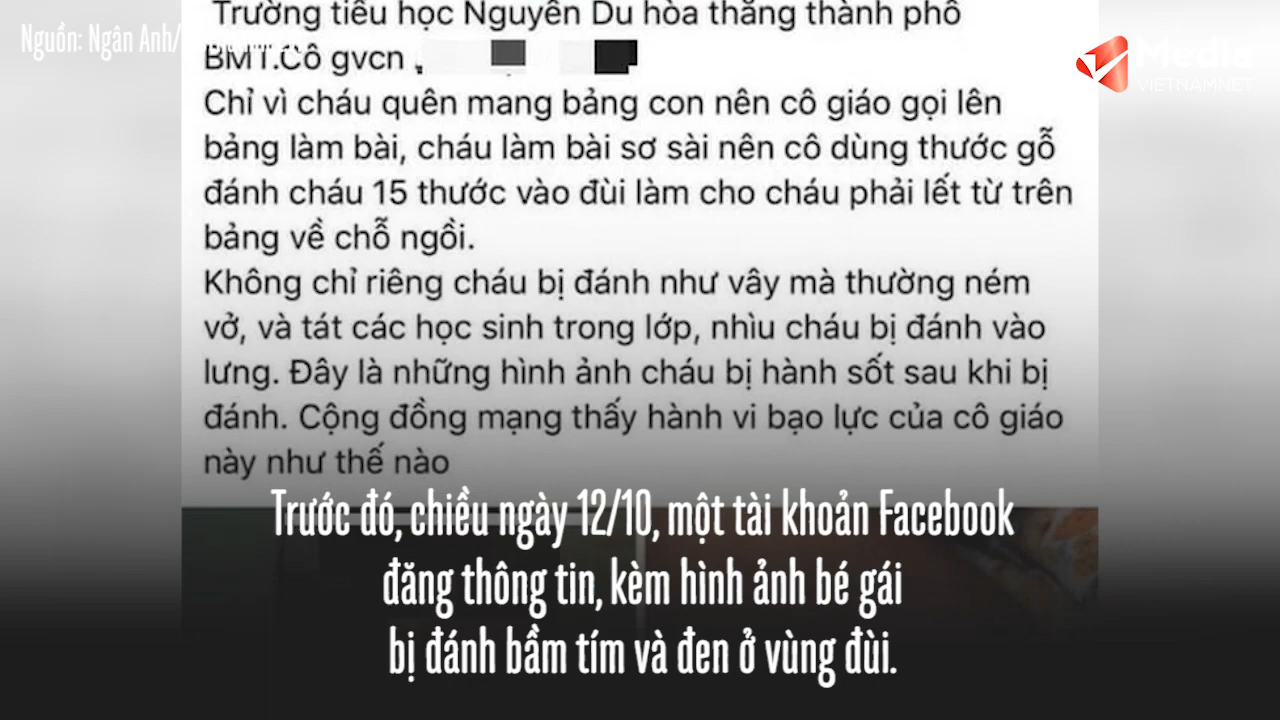 Trường tiểu học Nguyễn Du hòa thắng thành phố
Nguồn: Ngân Anh/
BMT.Cô gvcn
Media
VIETNAMNET
Chỉ vì cháu quên mang bảng con nên cô giáo gọi lên
bảng làm bài, cháu làm bài sơ sài nên cô dùng thước gỗ
đánh cháu 15 thước vào đùi làm cho cháu phải lết từ trên
bảng về chỗ ngồi.
Không chỉ riêng cháu bị đánh như vây mà thường ném
vở, và tát các học sinh trong lớp, nhìu cháu bị đánh vào
lưng. Đây là những hình ảnh cháu bị hành sốt sau khi bị
đánh. Cộng đồng mạng thấy hành vi bạo lực của cô giáo
này như thế nào
Trước đó, chiều ngày 12/10, một tài khoản Facebook
đăng thông tin, kèm hình ảnh bé gái
bị đánh bầm tím và đen ở vùng đùi.